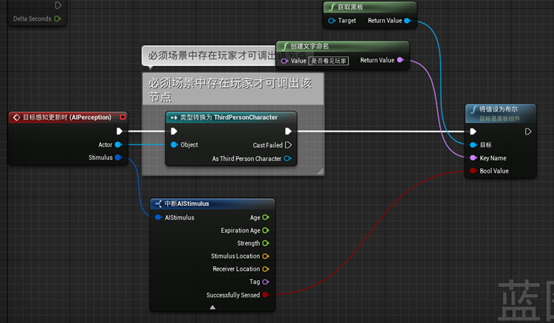 Delta Seconds
获取黑板
Target
Return Value
创建文字命名
Value
是否看见玩家
Return Value
必须场景中存在玩家才可调出该节点
必须场景中存在玩家才可调出该
节点
目标感知更新时 (AIPerception)
Actor
Stimulus
类型转换为 ThirdPersonCharacter
Object
Cast Failed
As Third Person Character
将值设为布尔
目标是黑板组件
目标
Key Name
Bool Value
中断AIStimulus
AIStimulus
Age
Expiration Age
Strength
Stimulus Location
Receiver Location
Tag
Successfully Sensed
蓝